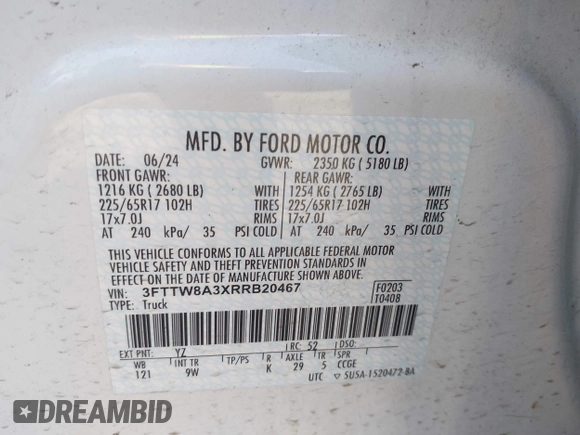 MFD. BY FORD MOTOR CO.
DATE: 06/24 GVWR: 2350 KG ( 5180 LB)
FRONT GAWR: REAR GAWR:
1216 KG ( 2680 LB) WITH 1254 KG ( 2765 LB) WITH
225/65R17 102H TIRES 225/65R17 102H TIRES
17x7.0J RIMS 17x7.0J RIMS
AT 240 kPa/ 35 PSI COLD AT 240 kPa/ 35 PSI COLD
THIS VEHICLE CONFORMS TO ALL APPLICABLE FEDERAL MOTOR
VEHICLE SAFETY AND THEFT PREVENTION STANDARDS IN
EFFECT ON THE DATE OF MANUFACTURE SHOWN ABOVE.
VIN: 3FTTW8A3XRRB20467 F0203
TYPE: Truck T0408
EXT PNT: YZ RC: 52 DSO:
WB INT TR TP/PS R AXLE TR SPR
121 9W K 29 5 CCGE
UTC ▽ 5U5A-1520472-BA
DREAMBID